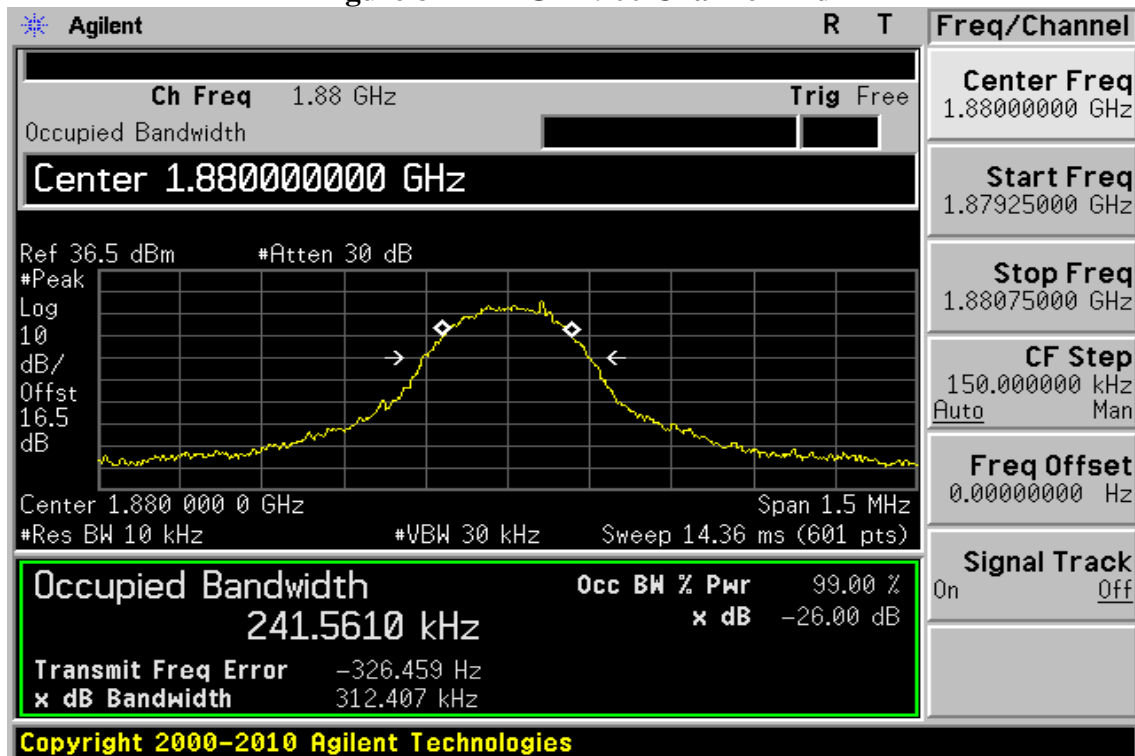 Agilent R T
Ch Freq 1.88 GHz Trig Free
Occupied Bandwidth
Center 1.880000000 GHz
Ref 36.5 dBm #Atten 30 dB
#Peak
Log
10
dB/
Offst
16.5
dB
Center 1.880 000 0 GHz Span 1.5 MHz
#Res BW 10 kHz #VBW 30 kHz Sweep 14.36 ms (601 pts)
Occupied Bandwidth Occ BW % Pwr 99.00 %
241.5610 kHz x dB -26.00 dB
Transmit Freq Error -326.459 Hz
x dB Bandwidth 312.407 kHz
Copyright 2000-2010 Agilent Technologies
Freq/Channel
Center Freq
1.88000000 GHz
Start Freq
1.87925000 GHz
Stop Freq
1.88075000 GHz
CF Step
150.000000 kHz
Auto Man
Freq Offset
0.00000000 Hz
Signal Track
On Off